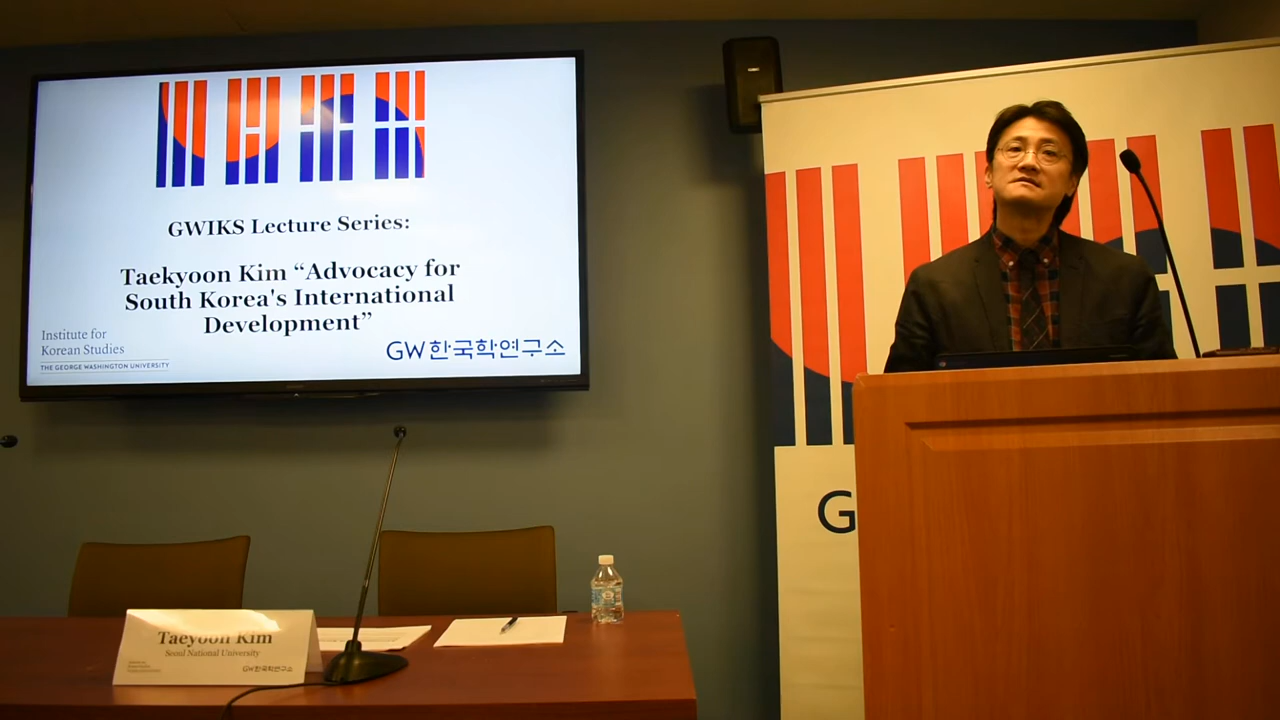 GWIKS Lecture Series:
Taekyoon Kim “Advocacy for
South Korea's International
Development”
Institute for
Korean Studies
THE GEORGE WASHINGTON UNIVERSITY
GW한국학연구소
G
Taeyoon Kim
Seoul National University
GW한국학연구소